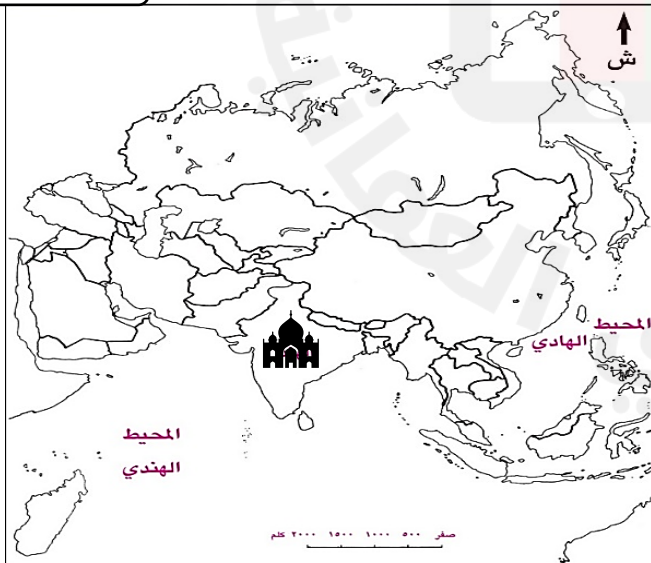 ش
المحيط
الهادي
المحيط
الهندي
صفر ٥٠٠ ١٠٠٠ ١٥٠٠ ٢٠٠٠ كلم